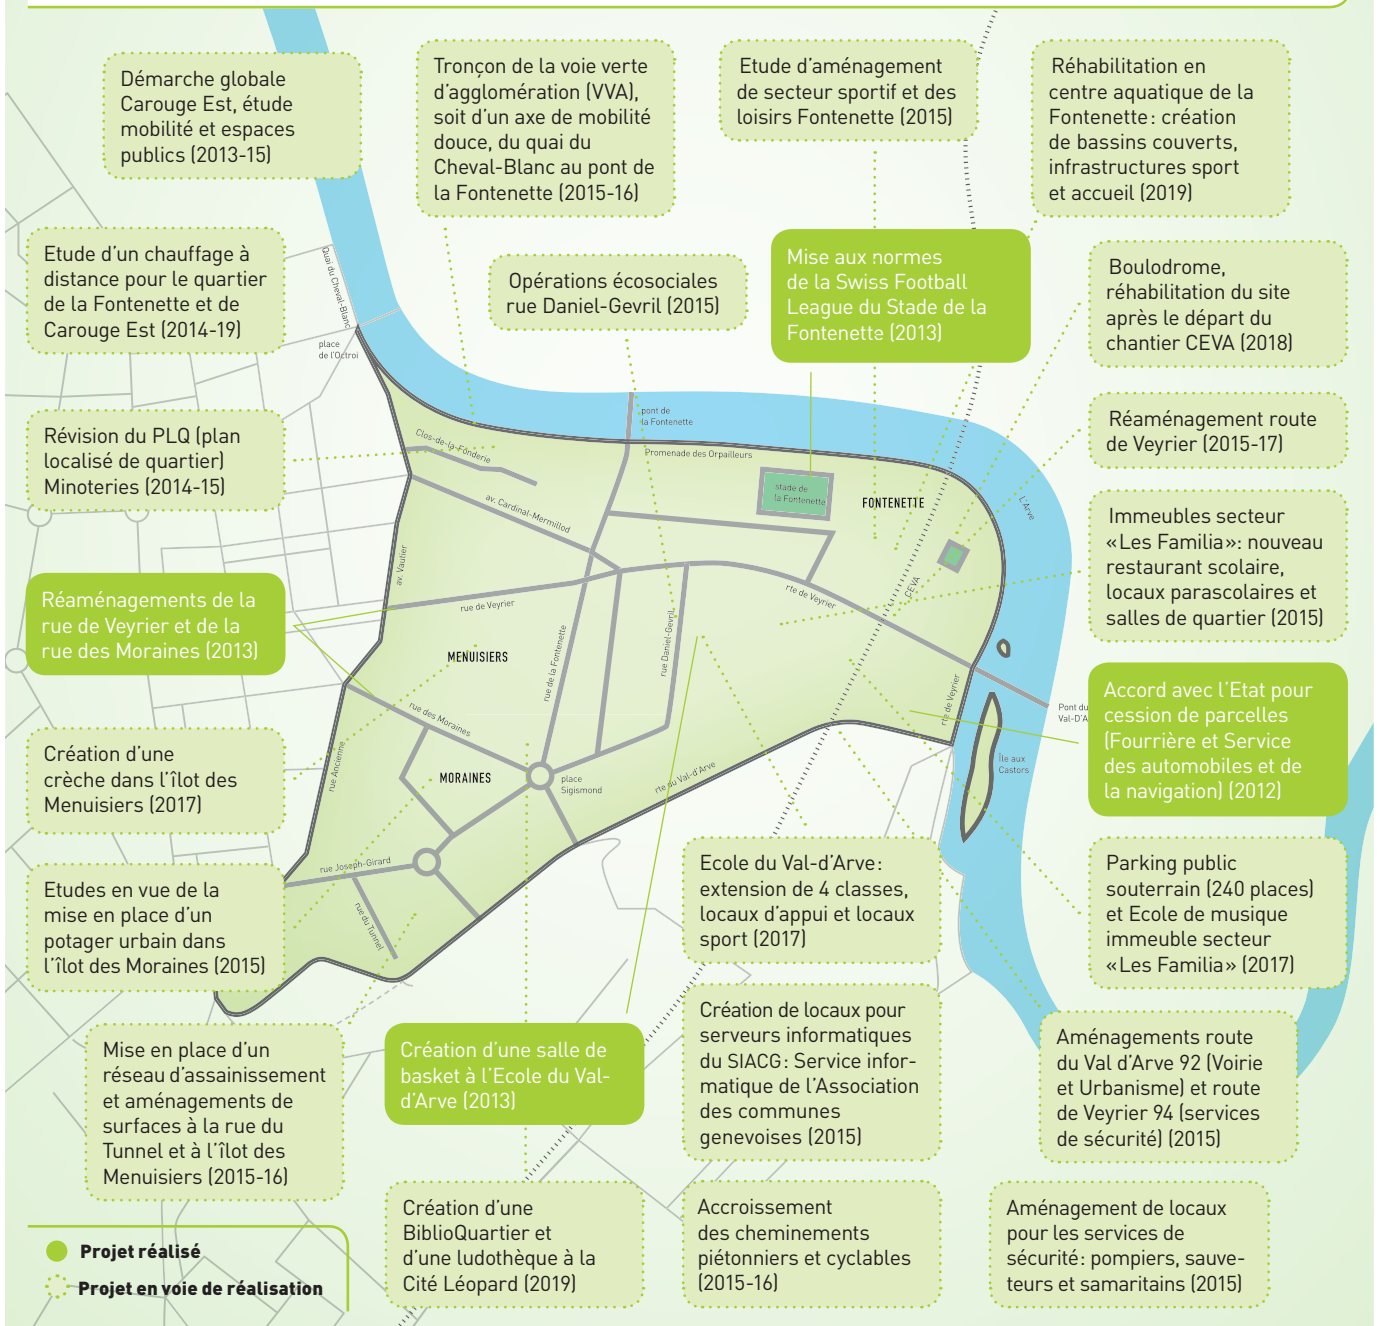 Démarche globale
Carouge Est, étude
mobilité et espaces
publics (2013-15)
Tronçon de la voie verte
d'agglomération (VVA),
soit d'un axe de mobilité
douce, du quai du
Cheval-Blanc au pont de
la Fontenette (2015-16)
Etude d'aménagement
de secteur sportif et des
loisirs Fontenette (2015)
Réhabilitation en
centre aquatique de la
Fontenette : création
de bassins couverts,
infrastructures sport
et accueil (2019)
Etude d'un chauffage à
distance pour le quartier
de la Fontenette et de
Carouge Est (2014-19)
Opérations écosociales
rue Daniel-Gevril (2015)
Mise aux normes
de la Swiss Football
League du Stade de la
Fontenette (2013)
Boulodrome,
réhabilitation du site
après le départ du
chantier CEVA (2018)
Révision du PLQ (plan
localisé de quartier)
Minoteries (2014-15)
Réaménagement route
de Veyrier (2015-17)
Immeubles secteur
«Les Familia»: nouveau
restaurant scolaire,
locaux parascolaires et
salles de quartier (2015)
Réaménagements de la
rue de Veyrier et de la
rue des Moraines (2013)
Accord avec l'Etat pour
cession de parcelles
(Fourrière et Service
des automobiles et de
la navigation) (2012)
Création d'une
crèche dans l'îlot des
Menuisiers (2017)
Etudes en vue de la
mise en place d'un
potager urbain dans
l'îlot des Moraines (2015)
Ecole du Val-d'Arve :
extension de 4 classes,
locaux d'appui et locaux
sport (2017)
Parking public
souterrain (240 places)
et Ecole de musique
immeuble secteur
«Les Familia» (2017)
Mise en place d'un
réseau d'assainissement
et aménagements de
surfaces à la rue du
Tunnel et à l'îlot des
Menuisiers (2015-16)
Création d'une salle de
basket à l'Ecole du Val-
d'Arve (2013)
Création de locaux pour
serveurs informatiques
du SIACG : Service infor-
matique de l'Association
des communes
genevoises (2015)
Aménagements route
du Val d'Arve 92 (Voirie
et Urbanisme) et route
de Veyrier 94 (services
de sécurité) (2015)
Création d'une
BiblioQuartier et
d'une ludothèque à la
Cité Léopard (2019)
Accroissement
des cheminements
piétonniers et cyclables
(2015-16)
Aménagement de locaux
pour les services de
sécurité : pompiers, sauve-
teurs et samaritains (2015)
Projet réalisé
Projet en voie de réalisation
Quai du Cheval-Blanc
place
de l'Octroi
pont de
la Fontenette
Clos-de-la-Fonderie
Promenade des Orpailleurs
stade de
la Fontenette
FONTENETTE
L'Arve
av. Cardinal-Mermillod
av. Vautier
rue de Veyrier
rte de Veyrier
CEVA
MENUISIERS
rue de la Fontenette
rue Daniel-Gevril
rte de Veyrier
Pont du
Val-D'A
rue des Moraines
rue Ancienne
MORAINES
place
Sigismond
rte du Val-d'Arve
Île aux
Castors
rue Joseph-Girard
rue du Tunnel